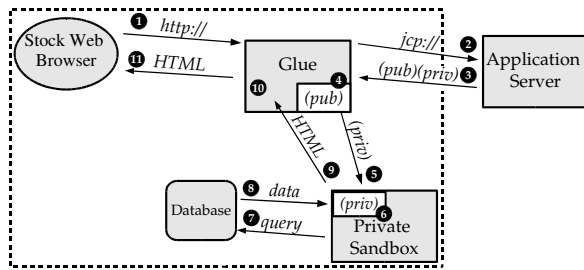 1 http://
Stock Web
Browser
11 HTML
Glue
10
4
(pub)
jcp:// 2
(pub)(priv) 3
Application
Server
HTML
9
(priv)
5
Database
8 data
7 query
(priv)
6
Private
Sandbox